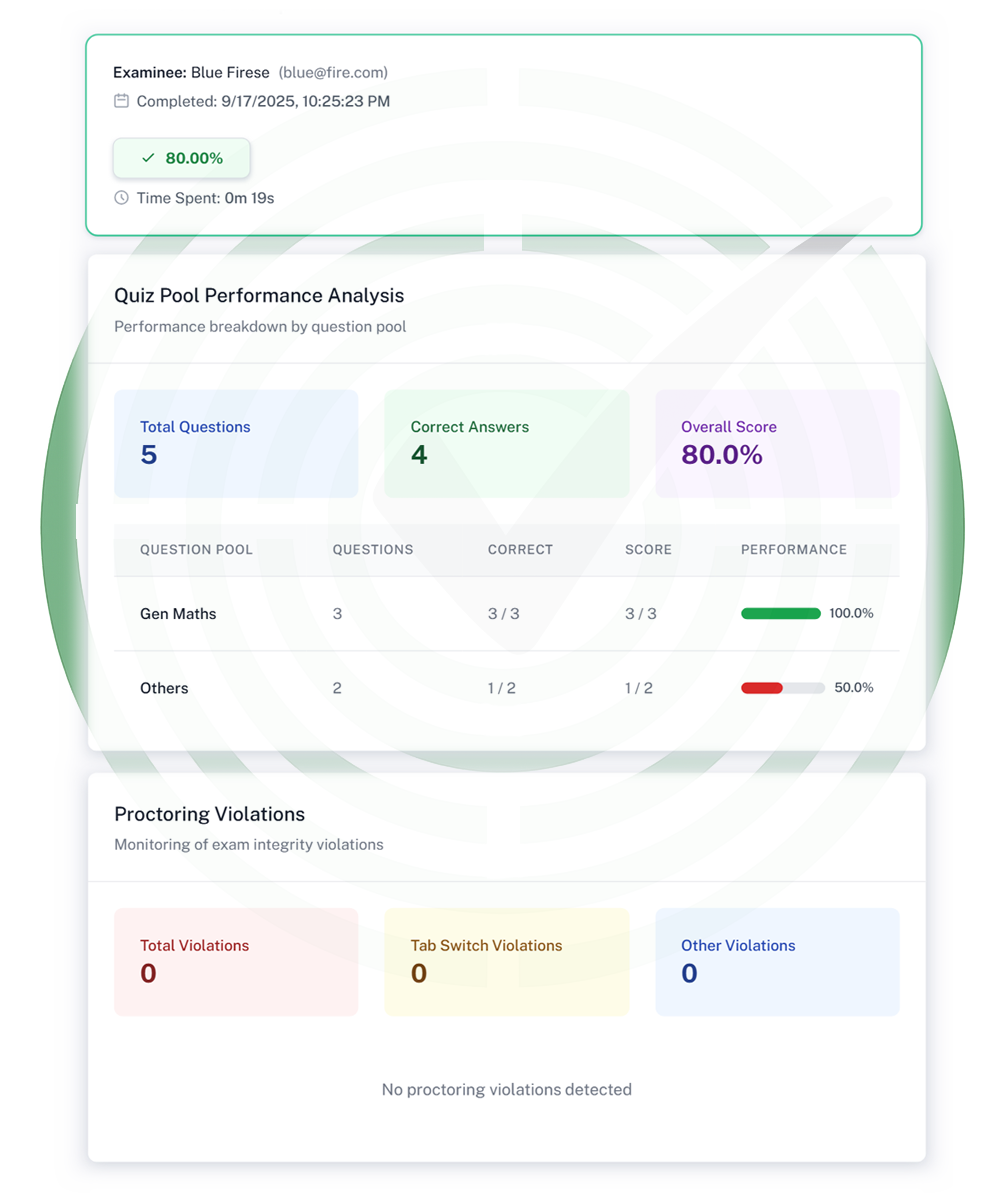 Examinee: Blue Firese (blue@fire.com)
Completed: 9/17/2025, 10:25:23 PM
80.00%
Time Spent: 0m 19s
Quiz Pool Performance Analysis
Performance breakdown by question pool
Total Questions
5
Correct Answers
4
Overall Score
80.0%
QUESTION POOL QUESTIONS CORRECT SCORE PERFORMANCE
Gen Maths 3 3 / 3 3 / 3 100.0%
Others 2 1 / 2 1 / 2 50.0%
Proctoring Violations
Monitoring of exam integrity violations
Total Violations
0
Tab Switch Violations
0
Other Violations
0
No proctoring violations detected